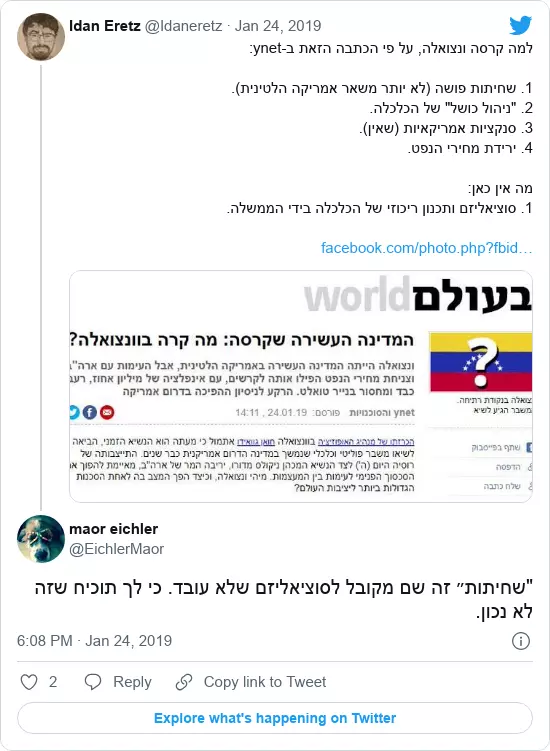 Idan Eretz @Idaneretz · Jan 24, 2019
למה קרסה ונצואלה, על פי הכתבה הזאת ב-ynet:
1. שחיתות פושה (לא יותר משאר אמריקה הלטינית).
2. "ניהול כושל" של הכלכלה.
3. סנקציות אמריקאיות (שאין).
4. ירידת מחירי הנפט.
מה אין כאן:
1. סוציאליזם ותכנון ריכוזי של הכלכלה בידי הממשלה.
facebook.com/photo.php?fbid…
בעולם world
המדינה העשירה שקרסה: מה קרה בוונצואלה?
ונצואלה הייתה המדינה העשירה באמריקה הלטינית, אבל העימות עם ארה"ב
וצניחת מחירי הנפט הפילו אותה לקרשים, עם אינפלציה של מיליון אחוז, רעב
כבד ומחסור בנייר טואלט. הרקע לניסיון ההפיכה בדרום אמריקה
ynet והסוכנויות פורסם: 24.01.19 , 14:11
הכרזתו של מנהיג האופוזיציה בוונצואלה חואן גוואידו אתמול כי מעתה הוא הנשיא הזמני, הביאה
לשיאו משבר פוליטי וכלכלי שנמשך במדינה הדרום אמריקנית כבר שנים. התייצבותה של
רוסיה היום (ה') לצד הנשיא המכהן ניקולס מדורו, יריבה המר של ארה"ב, מאיימת להפוך את
הסכסוך הפנימי לעימות בין המעצמות. מיהי ונצואלה, וכיצד הפך המצב בה לאחת הסכנות
הגדולות ביותר ליציבות העולם?
ונצואלה בנקודת רתיחה.
המשבר הגיע לשיא
שתף בפייסבוק
הדפסה
שלח כתבה
maor eichler
@EichlerMaor
"שחיתות״ זה שם מקובל לסוציאליזם שלא עובד. כי לך תוכיח שזה
לא נכון.
6:08 PM · Jan 24, 2019
2 Reply Copy link to Tweet
Explore what's happening on Twitter